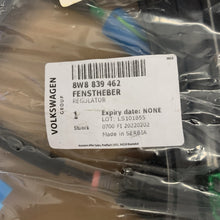 VOLKSWAGEN
GROUP
8W8 839 462
FENSTHEBER
REGULATOR
1
Stück
Expiry date: NONE
LOT: LS101855
0700 F1 20220202
Made in SERBIA